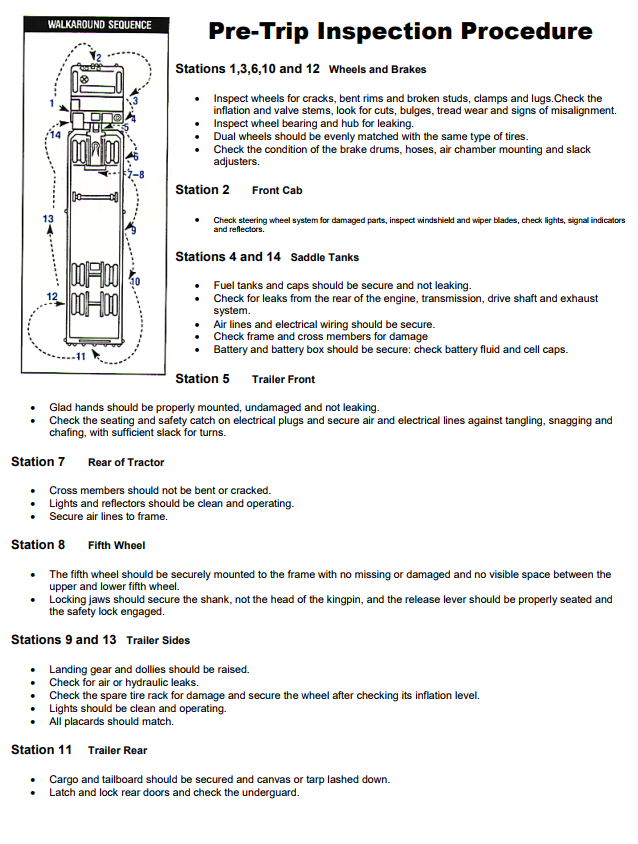 WALKAROUND SEQUENCE
Pre-Trip Inspection Procedure
2
1
3
4
5
14
6
7-8
13
9
10
12
11
Stations 1,3,6,10 and 12 Wheels and Brakes
• Inspect wheels for cracks, bent rims and broken studs, clamps and lugs.Check the
inflation and valve stems, look for cuts, bulges, tread wear and signs of misalignment.
• Inspect wheel bearing and hub for leaking.
• Dual wheels should be evenly matched with the same type of tires.
• Check the condition of the brake drums, hoses, air chamber mounting and slack
adjusters.
Station 2 Front Cab
• Check steering wheel system for damaged parts, inspect windshield and wiper blades, check lights, signal indicators
and reflectors.
Stations 4 and 14 Saddle Tanks
• Fuel tanks and caps should be secure and not leaking.
• Check for leaks from the rear of the engine, transmission, drive shaft and exhaust
system.
• Air lines and electrical wiring should be secure.
• Check frame and cross members for damage
• Battery and battery box should be secure: check battery fluid and cell caps.
Station 5 Trailer Front
• Glad hands should be properly mounted, undamaged and not leaking.
• Check the seating and safety catch on electrical plugs and secure air and electrical lines against tangling, snagging and
chafing, with sufficient slack for turns.
Station 7 Rear of Tractor
• Cross members should not be bent or cracked.
• Lights and reflectors should be clean and operating.
• Secure air lines to frame.
Station 8 Fifth Wheel
• The fifth wheel should be securely mounted to the frame with no missing or damaged and no visible space between the
upper and lower fifth wheel.
• Locking jaws should secure the shank, not the head of the kingpin, and the release lever should be properly seated and
the safety lock engaged.
Stations 9 and 13 Trailer Sides
• Landing gear and dollies should be raised.
• Check for air or hydraulic leaks.
• Check the spare tire rack for damage and secure the wheel after checking its inflation level.
• Lights should be clean and operating.
• All placards should match.
Station 11 Trailer Rear
• Cargo and tailboard should be secured and canvas or tarp lashed down.
• Latch and lock rear doors and check the underguard.